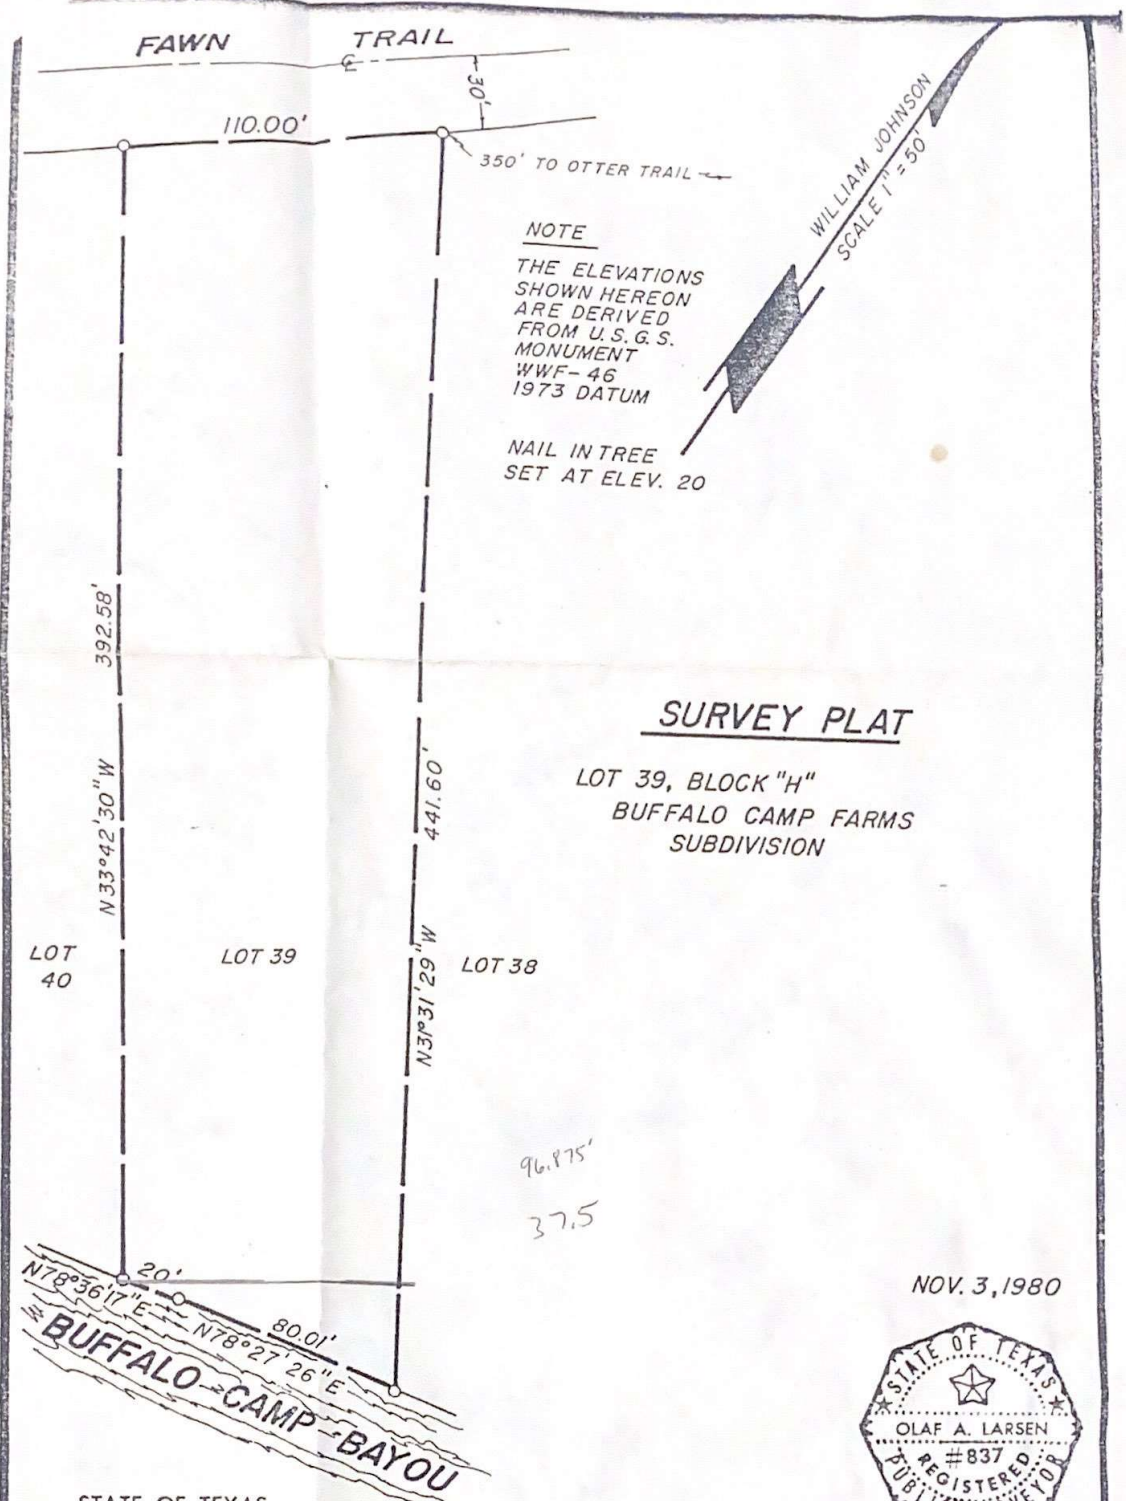 FAWN TRAIL
℄
30'
110.00'
350' TO OTTER TRAIL
WILLIAM JOHNSON
SCALE 1" = 50'
NOTE
THE ELEVATIONS
SHOWN HEREON
ARE DERIVED
FROM U.S.G.S.
MONUMENT
WWF-46
1973 DATUM
NAIL IN TREE
SET AT ELEV. 20
392.58'
N33°42'30"W
441.60'
N31°31'29"W
SURVEY PLAT
LOT 39, BLOCK "H"
BUFFALO CAMP FARMS
SUBDIVISION
LOT
40
LOT 39
LOT 38
96.875'
37.5
20'
N78°36'17"E
80.01'
N78°27'26"E
BUFFALO CAMP BAYOU
NOV. 3, 1980
STATE OF TEXAS
OLAF A. LARSEN
#837
REGISTERED
STATE OF TEXAS